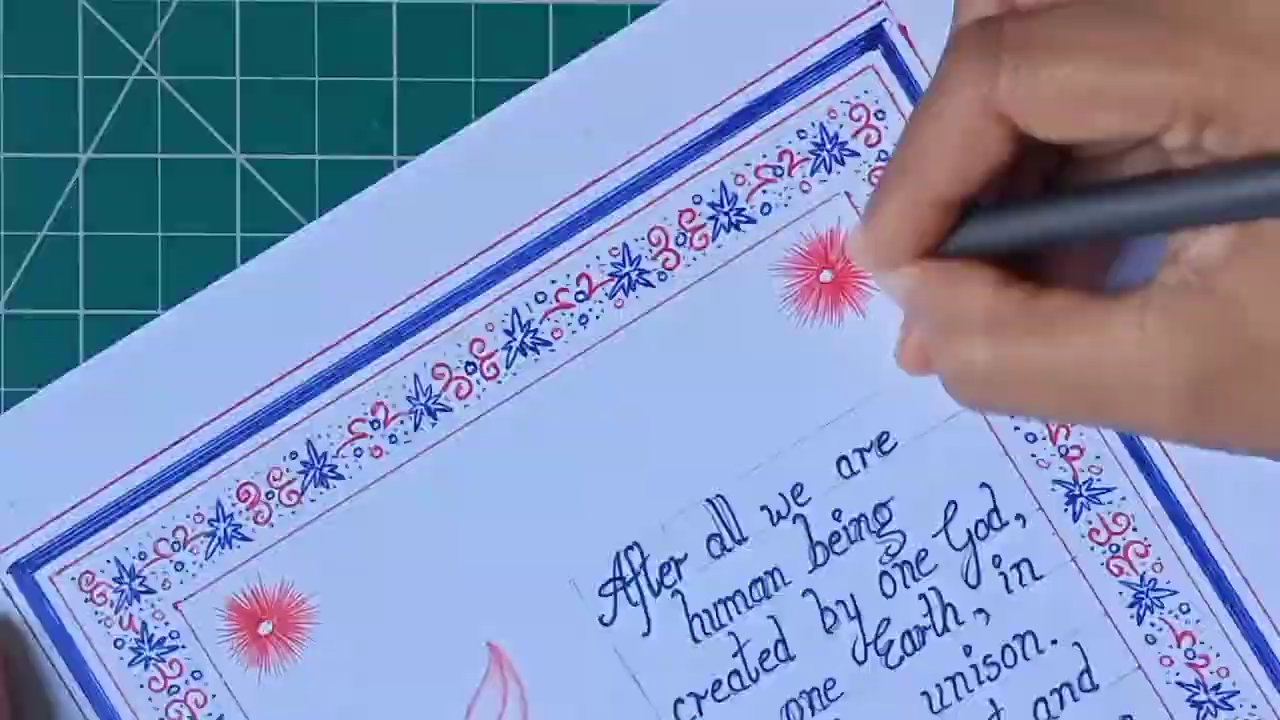 After all we are
human being
created by one God,
one Earth, in
unison.
and